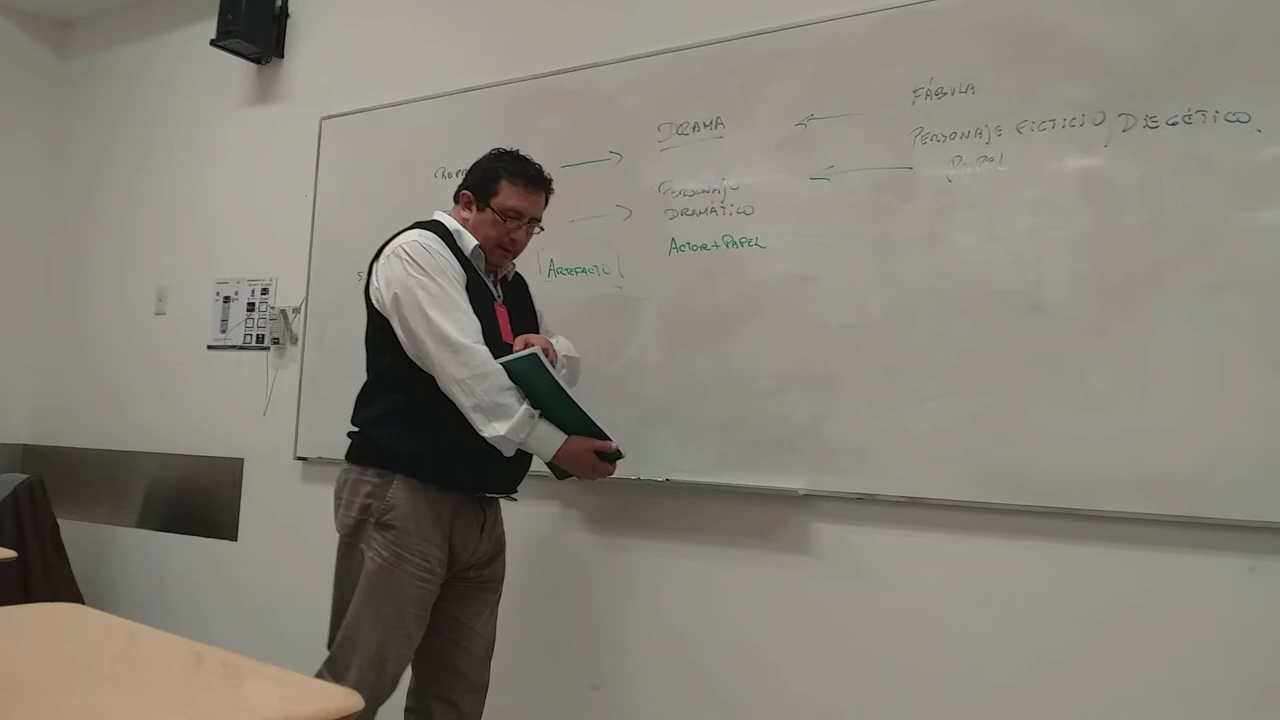 FÁBULA
DRAMA
PERSONAJE FICTICIO / DIEGÉTICO.
PAPEL
PERSONAJE
DRAMÁTICO
ACTOR+PAPEL
ARTEFACTO